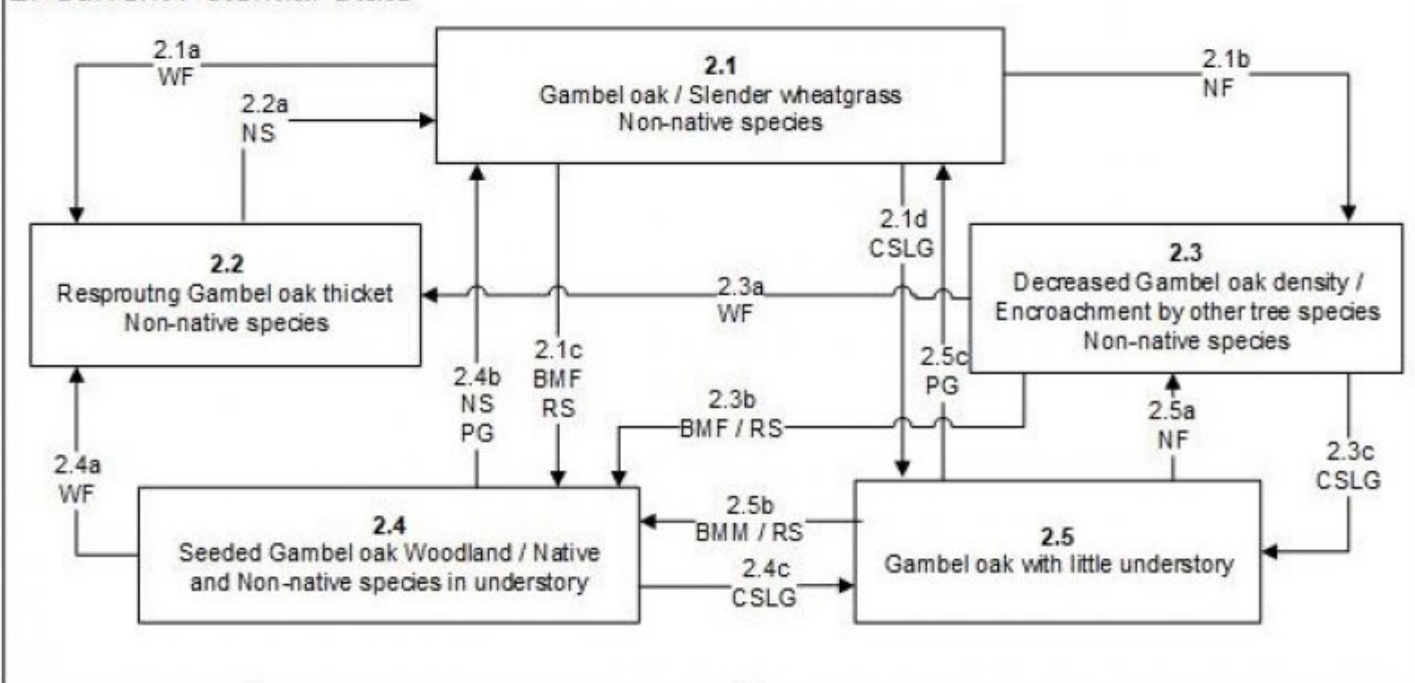 2.1a
WF
2.1
Gambel oak / Slender wheatgrass
Non-native species
2.1b
NF
2.2a
NS
2.2
Resproutng Gambel oak thicket
Non-native species
2.1d
CSLG
2.3
Decreased Gambel oak density /
Encroachment by other tree species
Non-native species
2.3a
WF
2.4b
NS
PG
2.1c
BMF
RS
2.5c
PG
2.3b
BMF / RS
2.5a
NF
2.3c
CSLG
2.4a
WF
2.4
Seeded Gambel oak Woodland / Native
and Non-native species in understory
2.5b
BMM / RS
2.4c
CSLG
2.5
Gambel oak with little understory